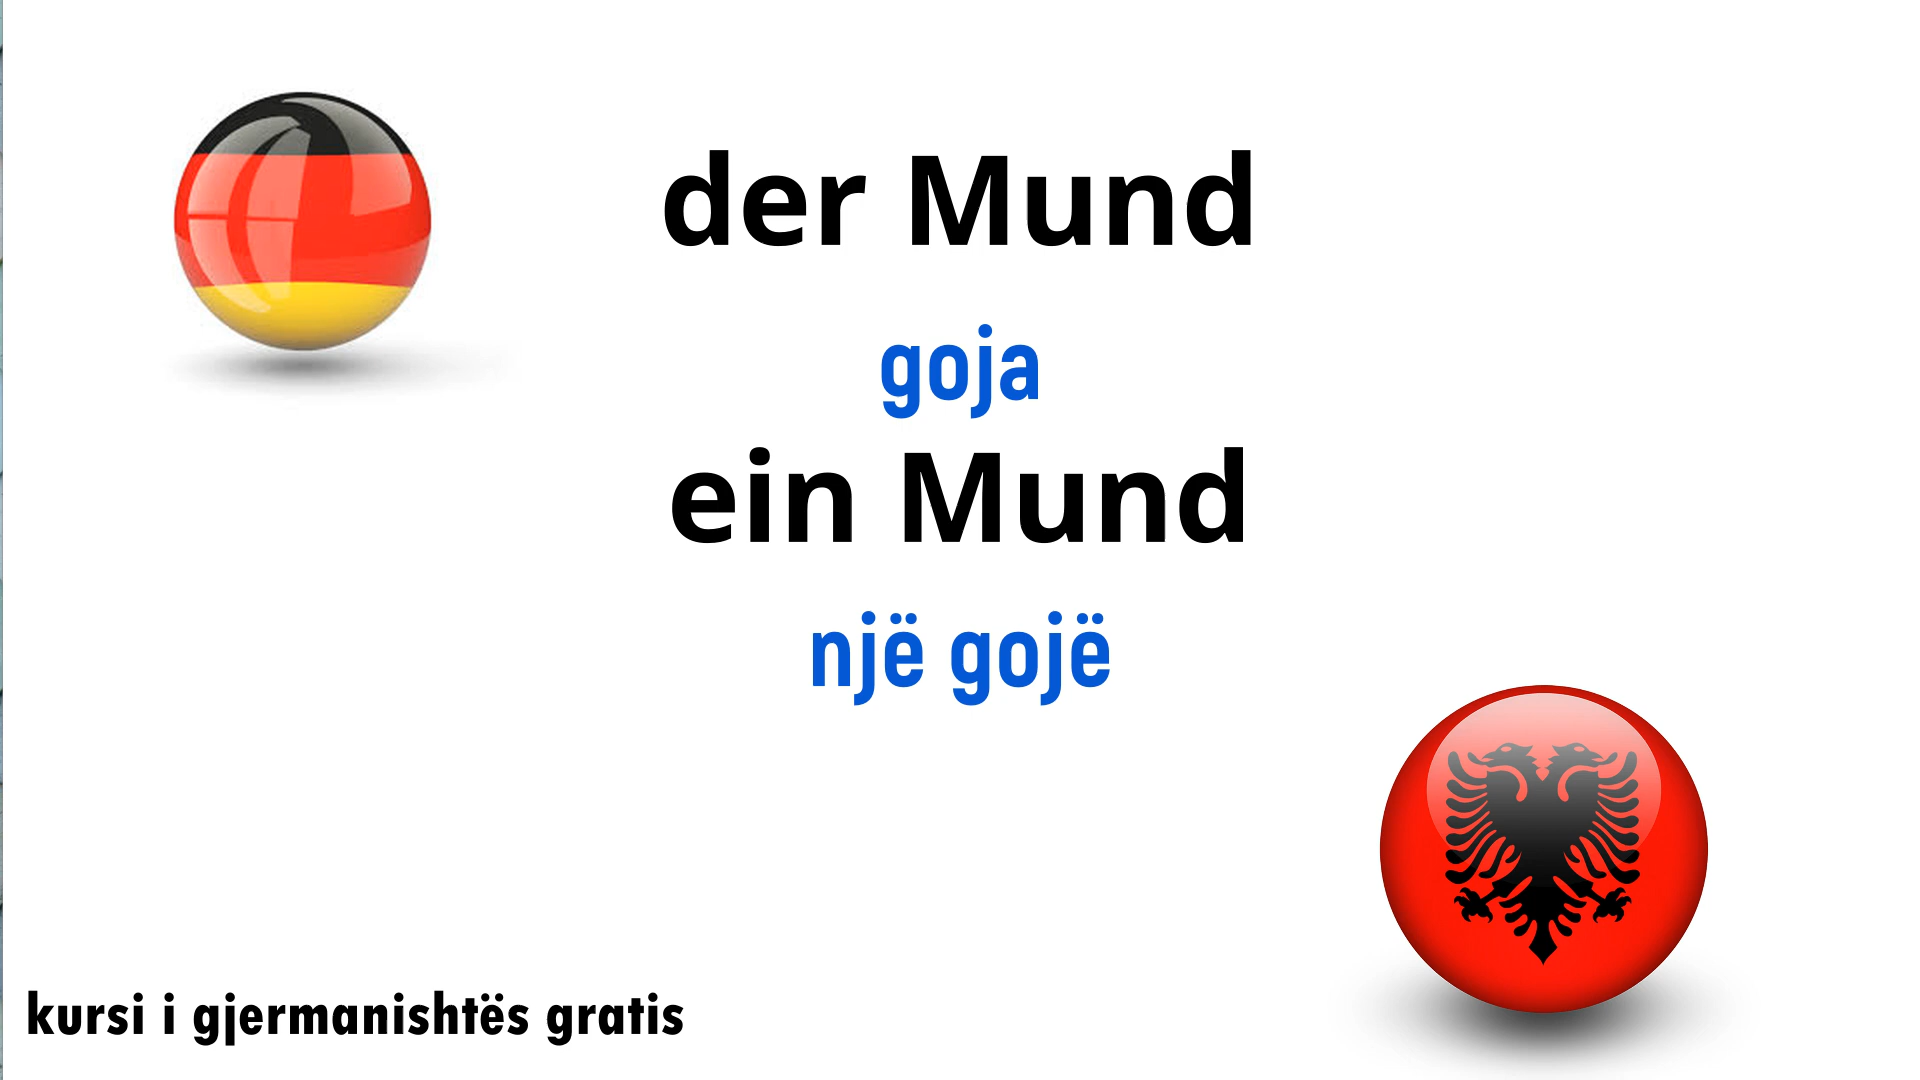 der Mund
goja
ein Mund
një gojë
kursi i gjermanishtës gratis